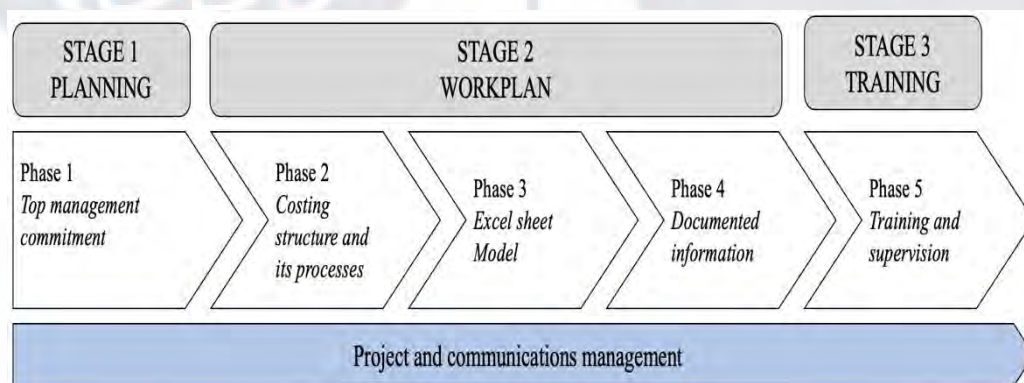 STAGE 1
PLANNING
STAGE 2
WORKPLAN
STAGE 3
TRAINING
Phase 1
Top management
commitment
Phase 2
Costing
structure and
its processes
Phase 3
Excel sheet
Model
Phase 4
Documented
information
Phase 5
Training and
supervision
Project and communications management